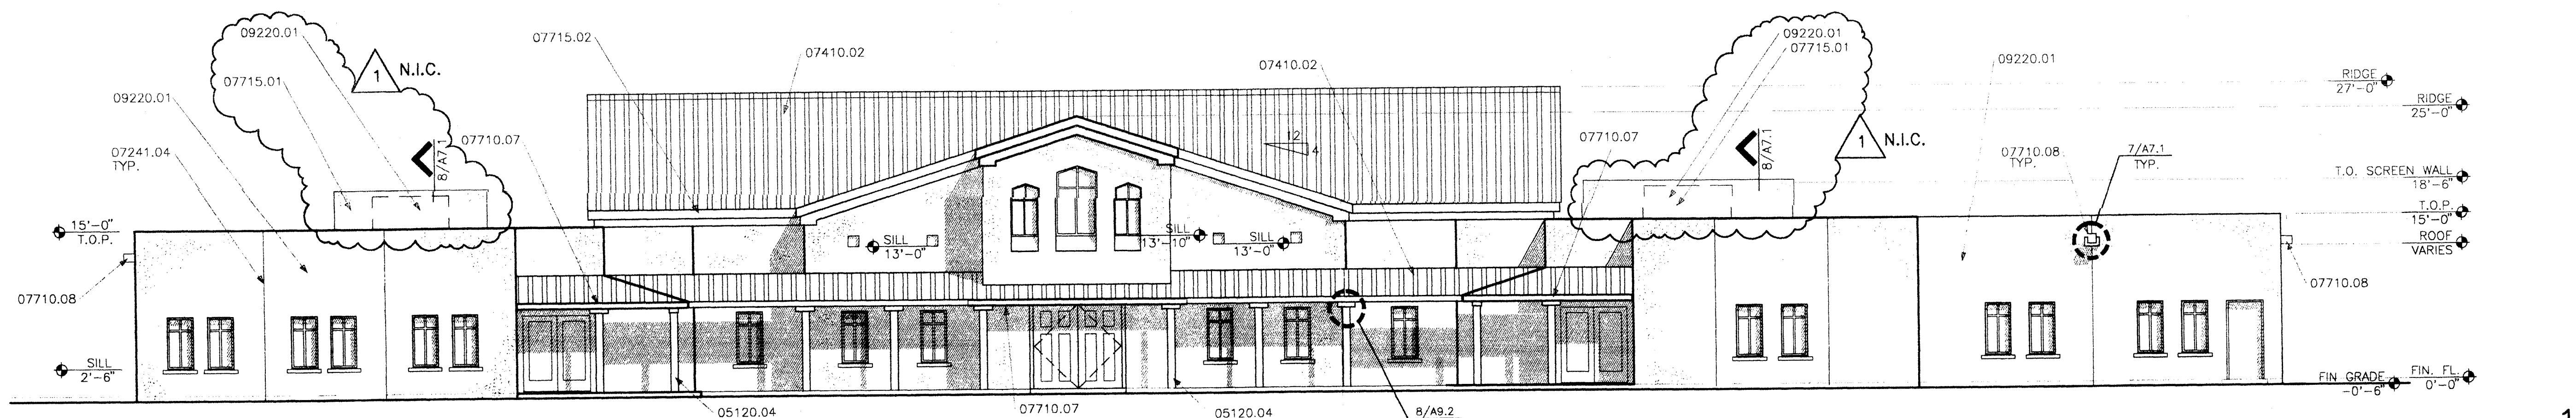 09220.01
07715.01
1
N.I.C.
09220.01
07241.04
TYP.
8/A7.1
07710.07
07715.02
07410.02
07410.02
12
4
09220.01
07715.01
8/A7.1
1
N.I.C.
07710.07
09220.01
07710.08
TYP.
7/A7.1
TYP.
RIDGE
27'-0"
RIDGE
25'-0"
T.O. SCREEN WALL
18'-6"
T.O.P.
15'-0"
ROOF
VARIES
15'-0"
T.O.P.
07710.08
SILL
13'-0"
SILL
13'-10"
SILL
13'-0"
07710.08
SILL
2'-6"
FIN GRADE
-0'-6"
FIN. FL.
0'-0"
05120.04
07710.07
05120.04
8/A9.2